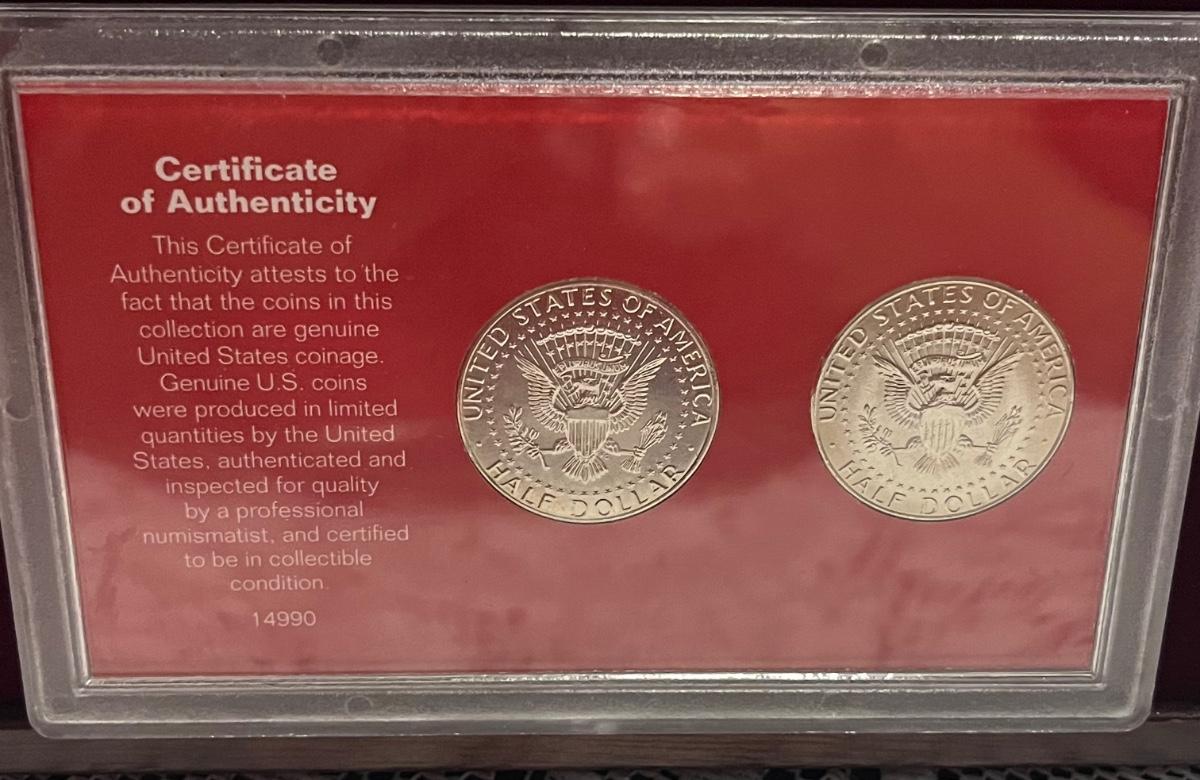 Certificate
of Authenticity
This Certificate of
Authenticity attests to the
fact that the coins in this
collection are genuine
United States coinage.
Genuine U.S. coins
were produced in limited
quantities by the United
States, authenticated and
inspected for quality
by a professional
numismatist, and certified
to be in collectible
condition.
14990
UNITED STATES OF AMERICA
HALF DOLLAR
UNITED STATES OF AMERICA
HALF DOLLAR